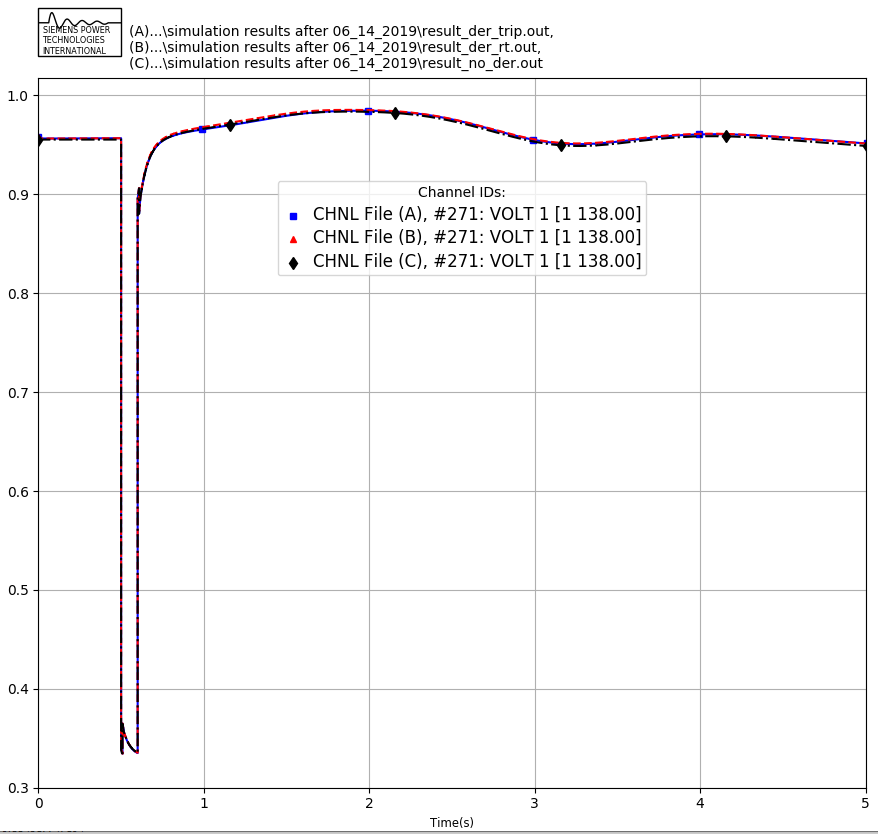 SIEMENS POWER
TECHNOLOGIES
INTERNATIONAL
(A)...\simulation results after 06_14_2019\result_der_trip.out,
(B)...\simulation results after 06_14_2019\result_der_rt.out,
(C)...\simulation results after 06_14_2019\result_no_der.out
1.0
0.9
0.8
0.7
0.6
0.5
0.4
0.3
Channel IDs:
CHNL File (A), #271: VOLT 1 [1 138.00]
CHNL File (B), #271: VOLT 1 [1 138.00]
CHNL File (C), #271: VOLT 1 [1 138.00]
0 1 2 3 4 5
Time(s)